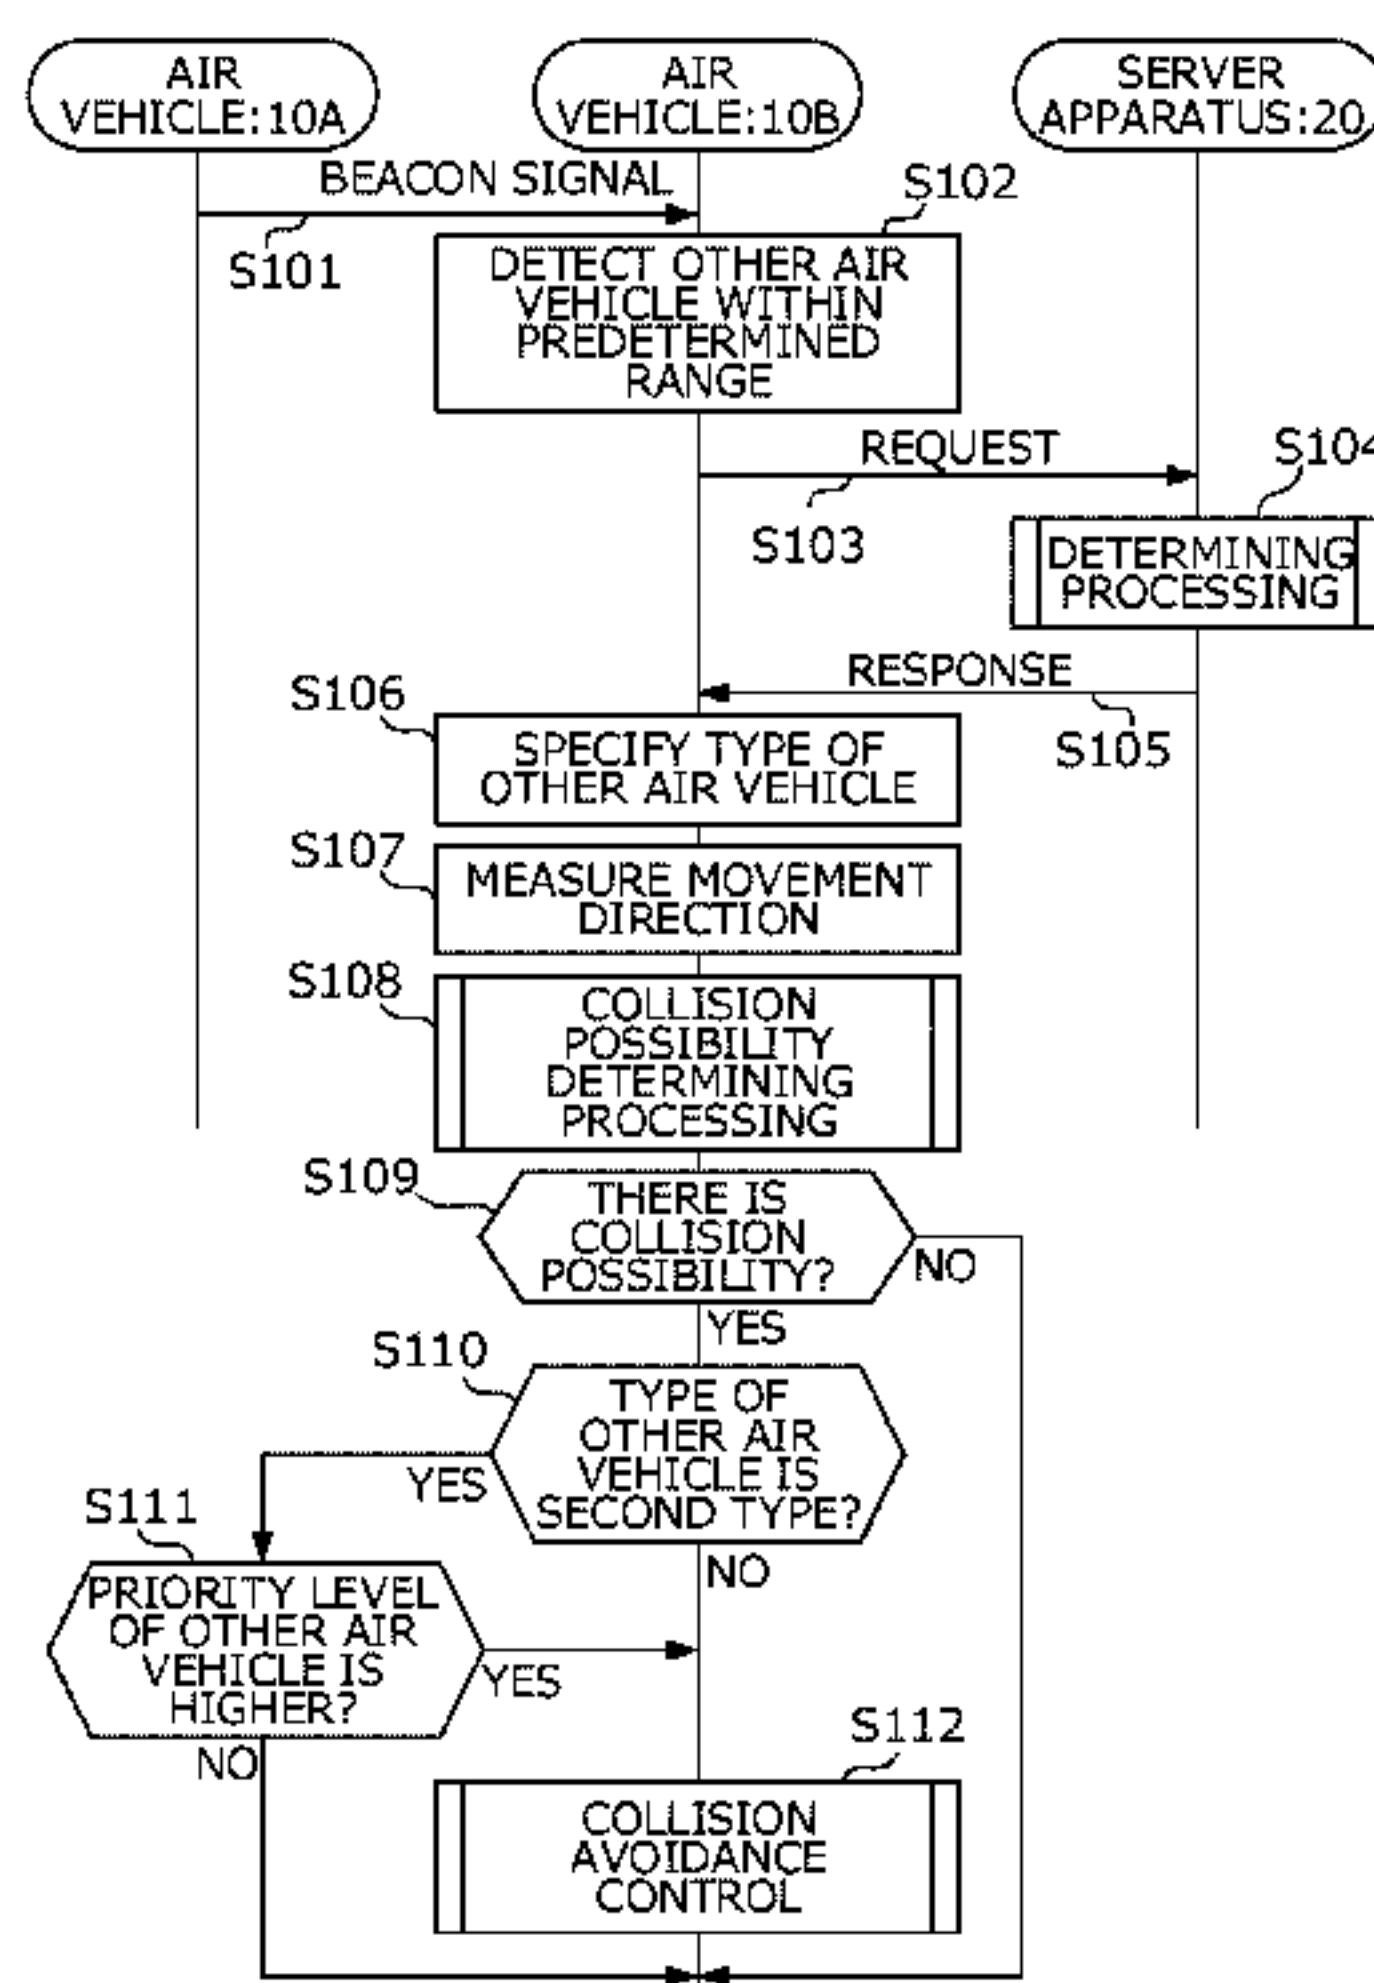 AIR
VEHICLE:10A
AIR
VEHICLE:10B
SERVER
APPARATUS:20
BEACON SIGNAL
S101
S102
DETECT OTHER AIR
VEHICLE WITHIN
PREDETERMINED
RANGE
REQUEST
S103
S104
DETERMINING
PROCESSING
RESPONSE
S105
S106
SPECIFY TYPE OF
OTHER AIR VEHICLE
S107
MEASURE MOVEMENT
DIRECTION
S108
COLLISION
POSSIBILITY
DETERMINING
PROCESSING
S109
THERE IS
COLLISION
POSSIBILITY?
NO
YES
S110
TYPE OF
OTHER AIR
VEHICLE IS
SECOND TYPE?
YES
NO
S111
PRIORITY LEVEL
OF OTHER AIR
VEHICLE IS
HIGHER?
YES
NO
S112
COLLISION
AVOIDANCE
CONTROL